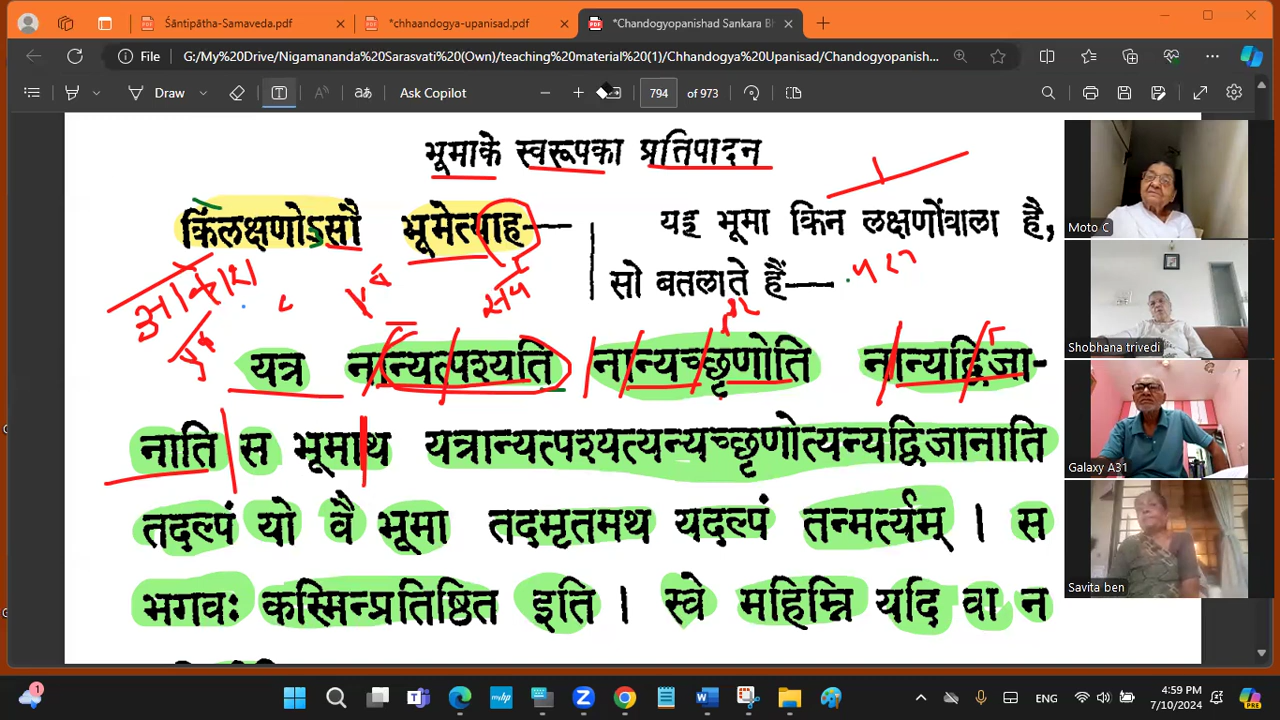 Śāntipātha-Samaveda.pdf
*chhaandogya-upanisad.pdf
*Chandogyopanishad Sankara Bh
File
G:/My%20Drive/Nigamananda%20Sarasvati%20(Own)/teaching%20material%20(1)/Chhandogya%20Upanisad/Chandogyopanish...
Draw
Ask Copilot
794 of 973
भूमाके स्वरूपका प्रतिपादन
किंलक्षणोऽसौ भूमेत्याह—
यह भूमा किन लक्षणोंवाला है,
सो बतलाते हैं—
यत्र नान्यत्पश्यति नान्यच्छृणोति नान्यद्विजा-
नाति स भूमाथ यत्रान्यत्पश्यत्यन्यच्छृणोत्यन्यद्विजानाति
तदल्पं यो वै भूमा तदमृतमथ यदल्पं तन्मर्त्यम् । स
भगवः कस्मिन्प्रतिष्ठित इति । स्वे महिम्नि यदि वा न
Moto C
Shobhana trivedi
Galaxy A31
Savita ben
1
ENG
4:59 PM
7/10/2024